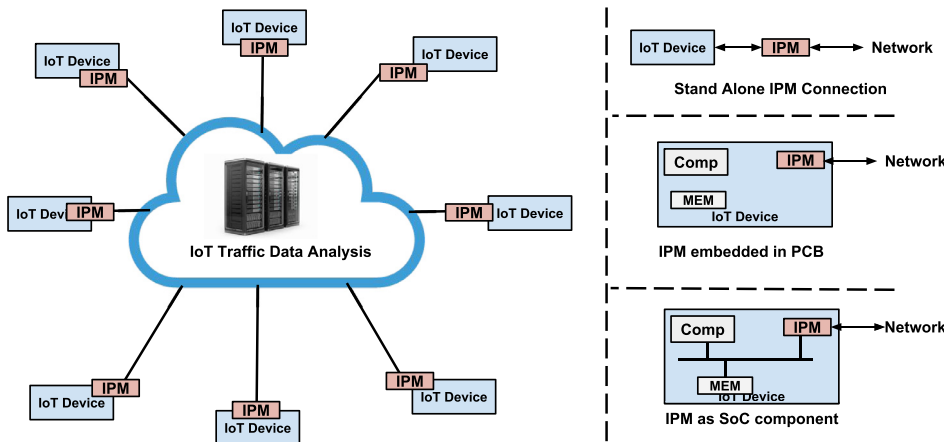 IoT Device
IPM
IoT Device
IPM
IoT Device
IPM
IoT Device
IPM
IPM
IoT Device
IoT Traffic Data Analysis
IPM
IoT Device
IPM
IoT Device
IPM
IoT Device
IPM
IoT Device
IoT Device
IPM
Network
Stand Alone IPM Connection
Comp
IPM
Network
MEM
IoT Device
IPM embedded in PCB
Comp
IPM
Network
MEM
IoT Device
IPM as SoC component